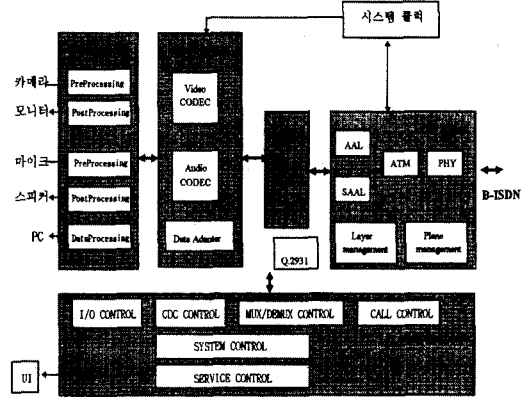 시스템 클럭
카메라
PreProcessing
모니터
PostProcessing
마이크
PreProcessing
스피커
PostProcessing
PC
DataProcessing
Video
CODEC
Audio
CODEC
Data Adapter
AAL
SAAL
ATM
PHY
B-ISDN
Layer
management
Plane
management
Q.2931
I/O CONTROL
CDC CONTROL
MUX/DEMUX CONTROL
CALL CONTROL
SYSTEM CONTROL
SERVICE CONTROL
UI